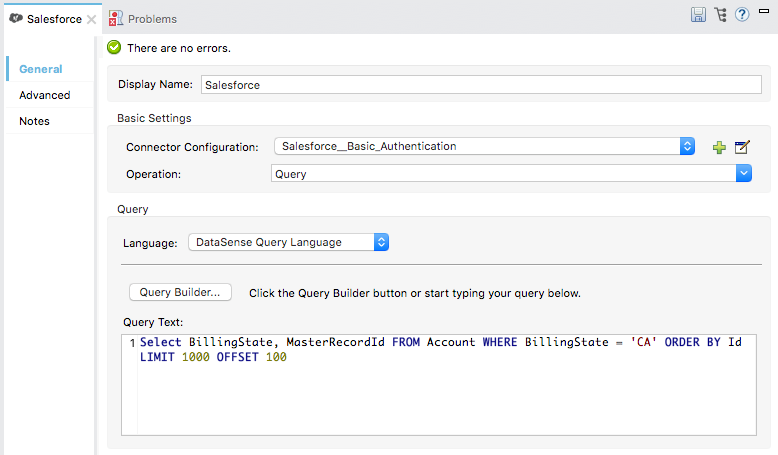 Salesforce
Problems
There are no errors.
General
Advanced
Notes
Display Name: Salesforce
Basic Settings
Connector Configuration: Salesforce__Basic_Authentication
Operation: Query
Query
Language: DataSense Query Language
Query Builder... Click the Query Builder button or start typing your query below.
Query Text:
1 Select BillingState, MasterRecordId FROM Account WHERE BillingState = 'CA' ORDER BY Id
LIMIT 1000 OFFSET 100